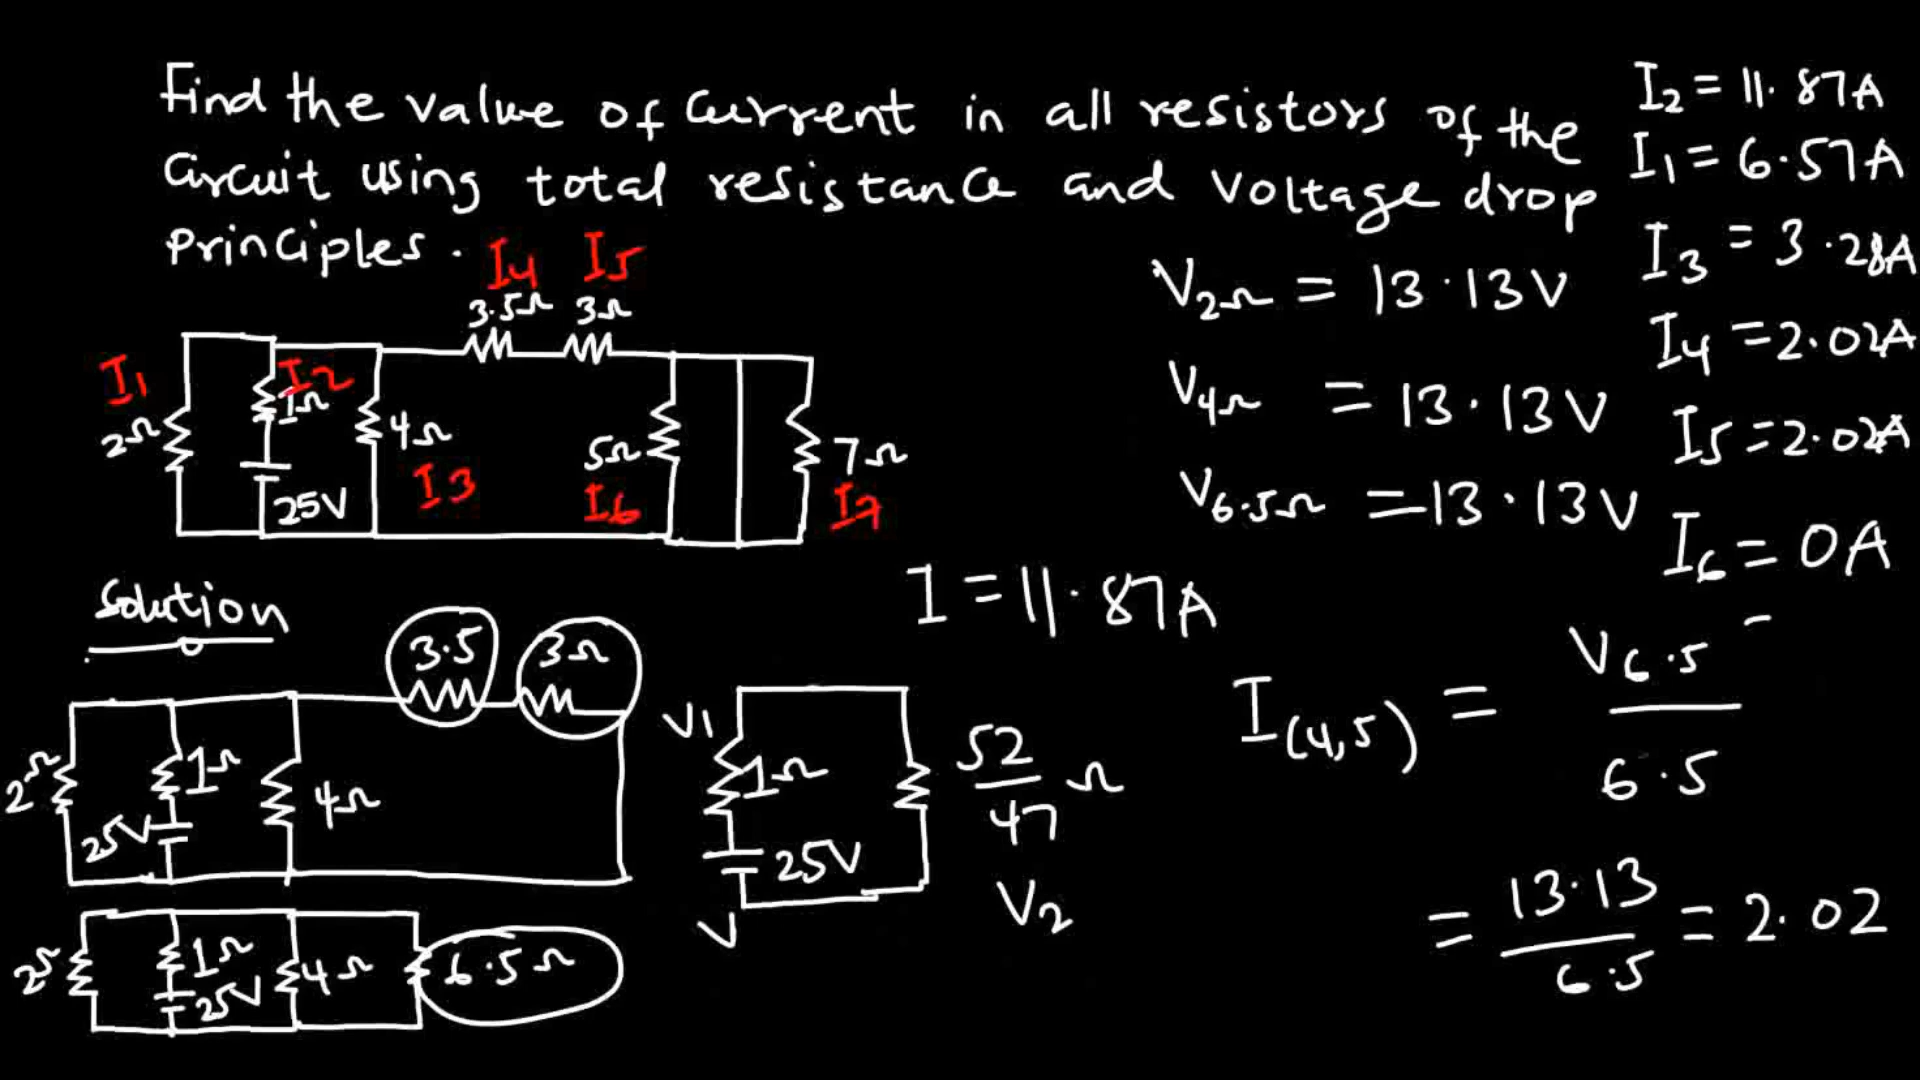 Find the value of current in all resistors of the
circuit using total resistance and voltage drop
principles.
I4 I5
3.5Ω 3Ω
I1
2Ω
I2
1Ω
25V
4Ω
I3
5Ω
I6
7Ω
I7
I2 = 11.87A
I1 = 6.57A
I3 = 3.28A
I4 = 2.02A
I5 = 2.02A
I6 = 0A
=
V2Ω = 13.13V
V4Ω = 13.13V
V6.5Ω = 13.13V
Solution
3.5 3Ω
2Ω
1Ω
25V
4Ω
2Ω
1Ω
25V
4Ω
6.5Ω
I = 11.87A
V1
1Ω
25V
V
52
47
Ω
V2
I(4,5) =
V6.5
6.5
= 13.13 = 2.02
6.5